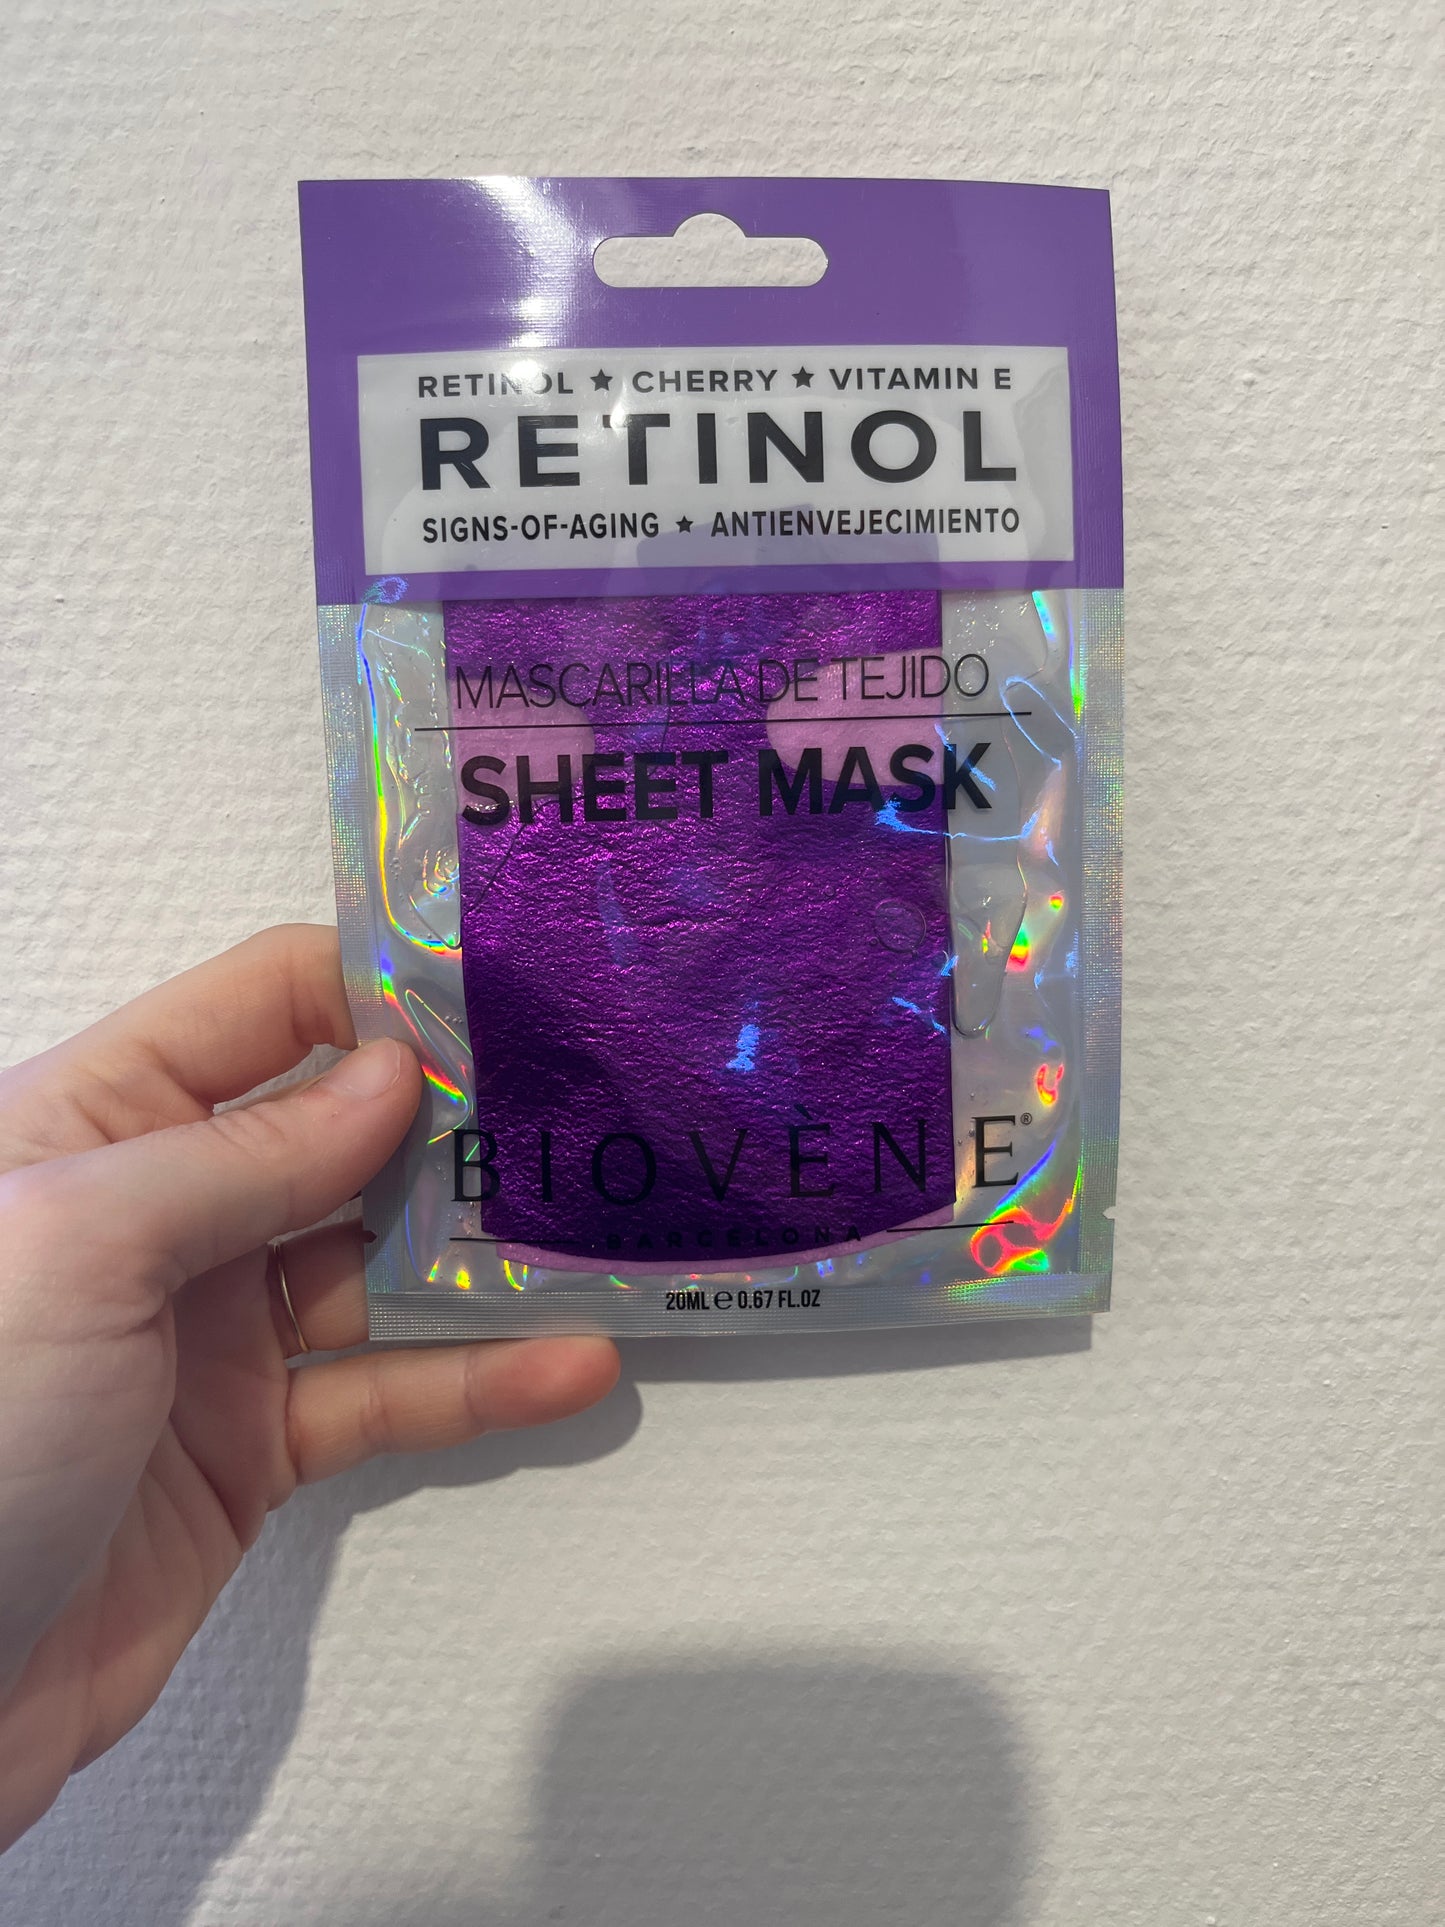 RETINOL ★ CHERRY ★ VITAMIN E
RETINOL
SIGNS-OF-AGING ★ ANTIENVEJECIMIENTO
MASCARILLA DE TEJIDO
SHEET MASK
BIOVÈNE®
BARCELONA
20ML ℮ 0.67 FL.OZ